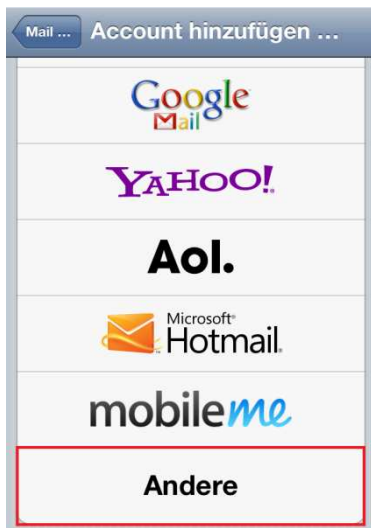 Mail ...
Account hinzufügen ...
Google
Mail
YAHOO!
Aol.
Microsoft®
Hotmail.
mobileme
Andere